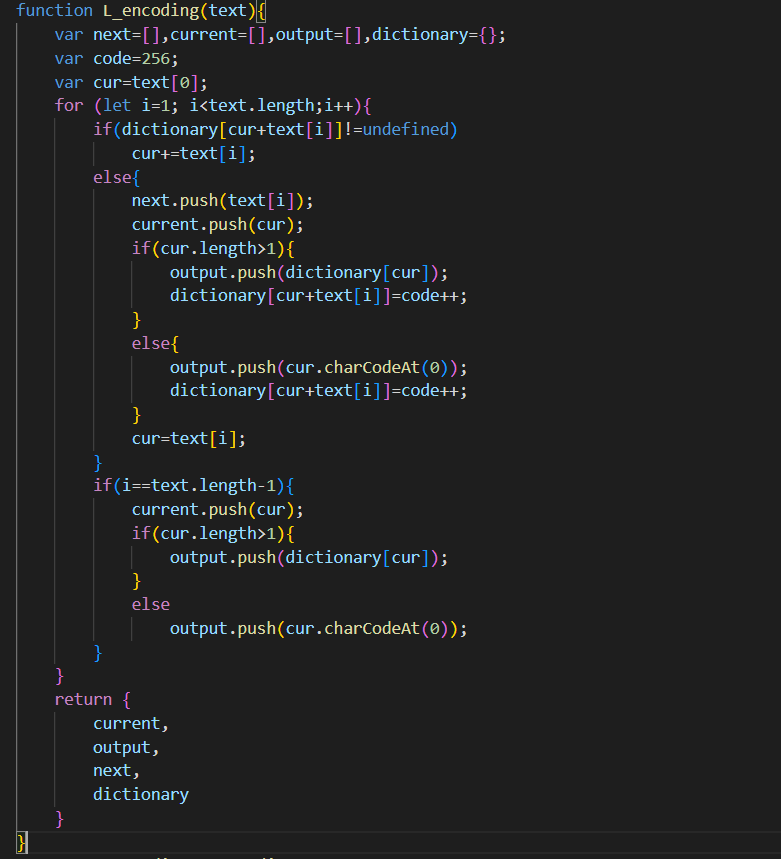 function L_encoding(text){
    var next=[],current=[],output=[],dictionary={};
    var code=256;
    var cur=text[0];
    for (let i=1; i<text.length;i++){
        if(dictionary[cur+text[i]]!=undefined)
            cur+=text[i];
        else{
            next.push(text[i]);
            current.push(cur);
            if(cur.length>1){
                output.push(dictionary[cur]);
                dictionary[cur+text[i]]=code++;
            }
            else{
                output.push(cur.charCodeAt(0));
                dictionary[cur+text[i]]=code++;
            }
            cur=text[i];
        }
        if(i==text.length-1){
            current.push(cur);
            if(cur.length>1){
                output.push(dictionary[cur]);
            }
            else
                output.push(cur.charCodeAt(0));
        }
    }
    return {
        current,
        output,
        next,
        dictionary
    }
}